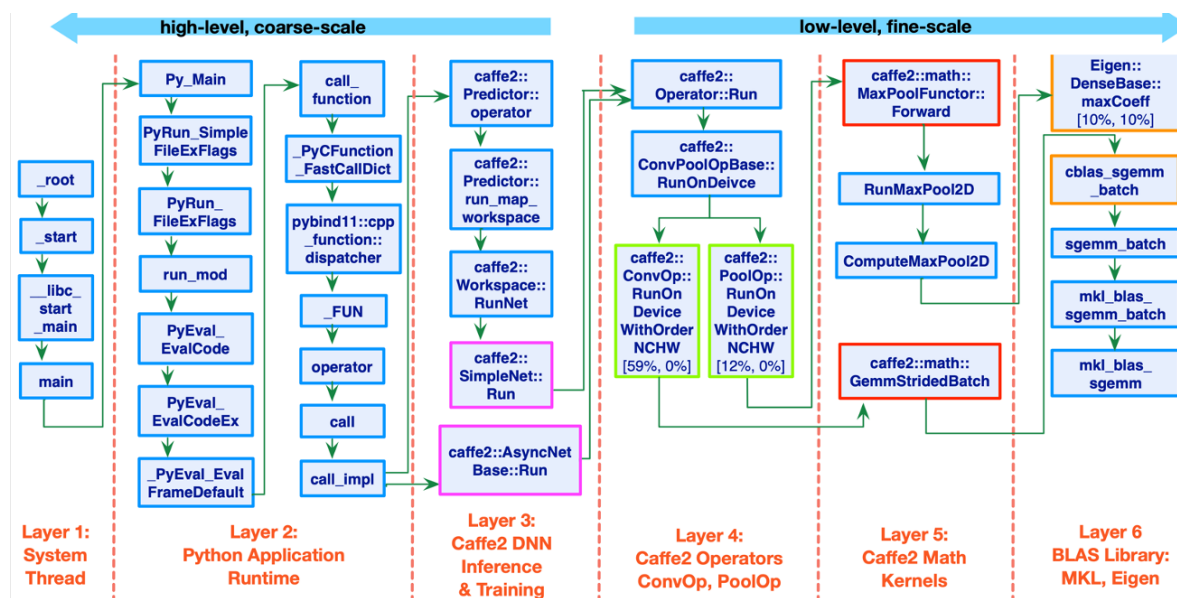 high-level, coarse-scale
low-level, fine-scale
_root
_start
__libc_
start
_main
main
Py_Main
PyRun_Simple
FileExFlags
PyRun_
FileExFlags
run_mod
PyEval_
EvalCode
PyEval_
EvalCodeEx
_PyEval_Eval
FrameDefault
call_
function
_PyCFunction
_FastCallDict
pybind11::cpp
_function::
dispatcher
_FUN
operator
call
call_impl
caffe2::
Predictor::
operator
caffe2::
Predictor::
run_map_
workspace
caffe2::
Workspace::
RunNet
caffe2::
SimpleNet::
Run
caffe2::AsyncNet
Base::Run
caffe2::
Operator::Run
caffe2::
ConvPoolOpBase::
RunOnDeivce
caffe2::
ConvOp::
RunOn
Device
WithOrder
NCHW
[59%, 0%]
caffe2::
PoolOp::
RunOn
Device
WithOrder
NCHW
[12%, 0%]
caffe2::math::
MaxPoolFunctor::
Forward
RunMaxPool2D
ComputeMaxPool2D
caffe2::math::
GemmStridedBatch
Eigen::
DenseBase::
maxCoeff
[10%, 10%]
cblas_sgemm
_batch
sgemm_batch
mkl_blas_
sgemm_batch
mkl_blas_
sgemm
Layer 1:
System
Thread
Layer 2:
Python Application
Runtime
Layer 3:
Caffe2 DNN
Inference
& Training
Layer 4:
Caffe2 Operators
ConvOp, PoolOp
Layer 5:
Caffe2 Math
Kernels
Layer 6
BLAS Library:
MKL, Eigen